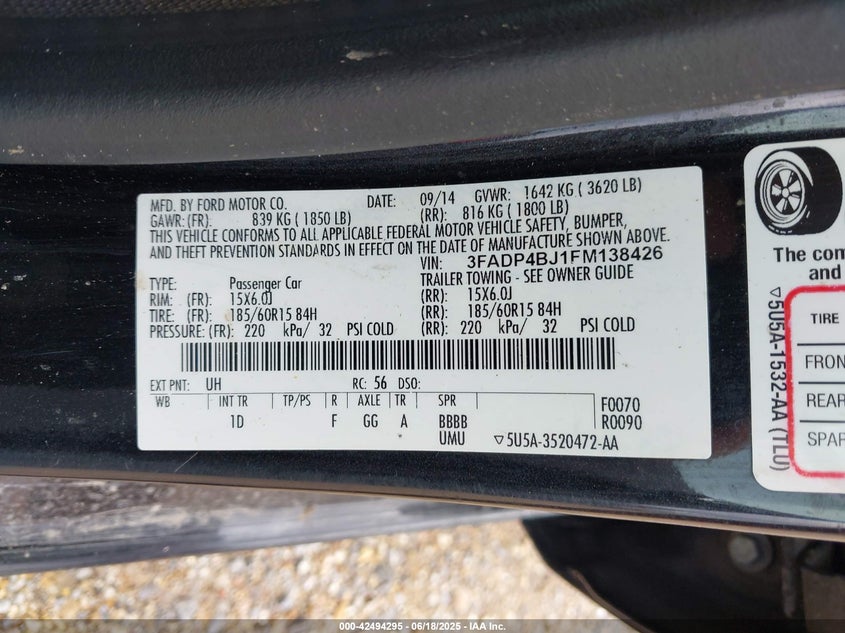 MFD. BY FORD MOTOR CO. DATE: 09/14 GVWR: 1642 KG ( 3620 LB)
GAWR: (FR): 839 KG ( 1850 LB) (RR): 816 KG ( 1800 LB)
THIS VEHICLE CONFORMS TO ALL APPLICABLE FEDERAL MOTOR VEHICLE SAFETY, BUMPER,
AND THEFT PREVENTION STANDARDS IN EFFECT ON THE DATE OF MANUFACTURE SHOWN ABOVE.
VIN: 3FADP4BJ1FM138426
TYPE: Passenger Car TRAILER TOWING - SEE OWNER GUIDE
RIM: (FR): 15X6.0J (RR): 15X6.0J
TIRE: (FR): 185/60R15 84H (RR): 185/60R15 84H
PRESSURE: (FR): 220 kPa/ 32 PSI COLD (RR): 220 kPa/ 32 PSI COLD
EXT PNT: UH RC: 56 DSO:
WB INT TR TP/PS R AXLE TR SPR F0070
1D F GG A BBBB R0090
UMU ▽5U5A-3520472-AA
The com
and
▽5U5A-1532-AA (TLU)
TIRE
FRON
REAR
SPAR
000-42494295 - 06/18/2025 - IAA Inc.